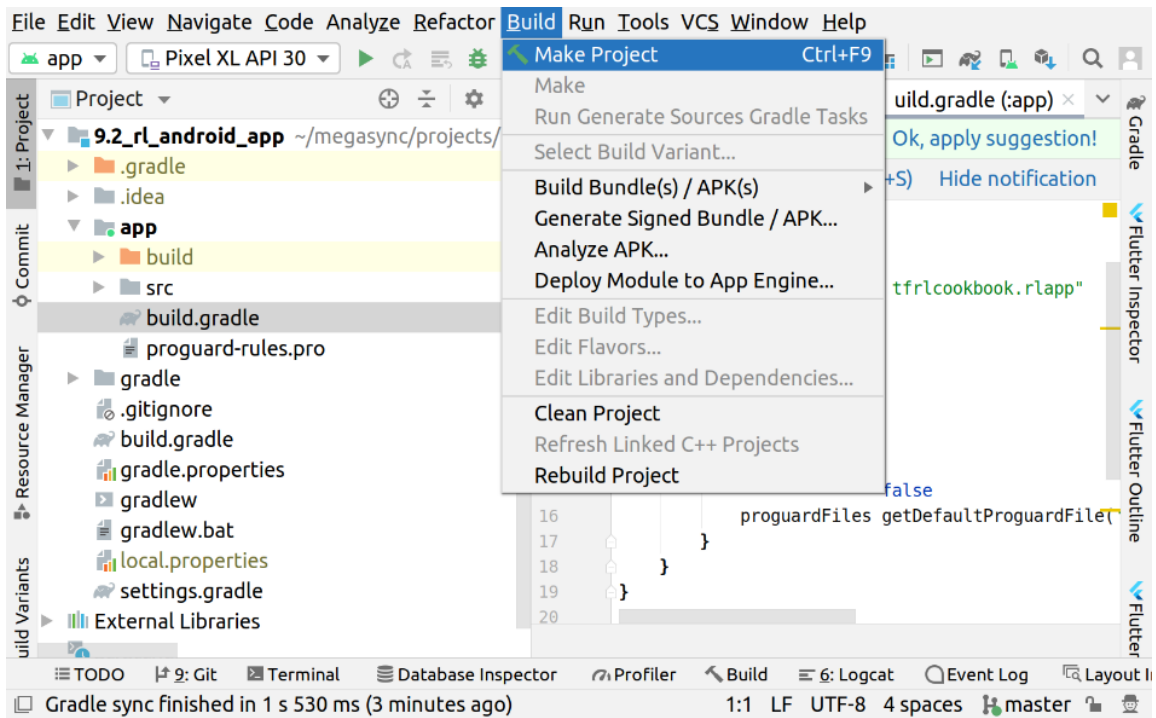 File Edit View Navigate Code Analyze Refactor Build Run Tools VCS Window Help
app Pixel XL API 30
Make Project Ctrl+F9
Make
Run Generate Sources Gradle Tasks
Select Build Variant...
Build Bundle(s) / APK(s)
Generate Signed Bundle / APK...
Analyze APK...
Deploy Module to App Engine...
Edit Build Types...
Edit Flavors...
Edit Libraries and Dependencies...
Clean Project
Refresh Linked C++ Projects
Rebuild Project
1: Project
Commit
Resource Manager
uild Variants
Project
9.2_rl_android_app ~/megasync/projects/
.gradle
.idea
app
build
src
build.gradle
proguard-rules.pro
gradle
.gitignore
build.gradle
gradle.properties
gradlew
gradlew.bat
local.properties
settings.gradle
External Libraries
uild.gradle (:app)
Ok, apply suggestion!
+S) Hide notification
tfrlcookbook.rlapp"
false
16 proguardFiles getDefaultProguardFile(
17 }
18 }
19 }
20
Gradle
Flutter Inspector
Flutter Outline
Flutter
TODO 9: Git Terminal Database Inspector Profiler Build 6: Logcat Event Log Layout I
Gradle sync finished in 1 s 530 ms (3 minutes ago) 1:1 LF UTF-8 4 spaces master